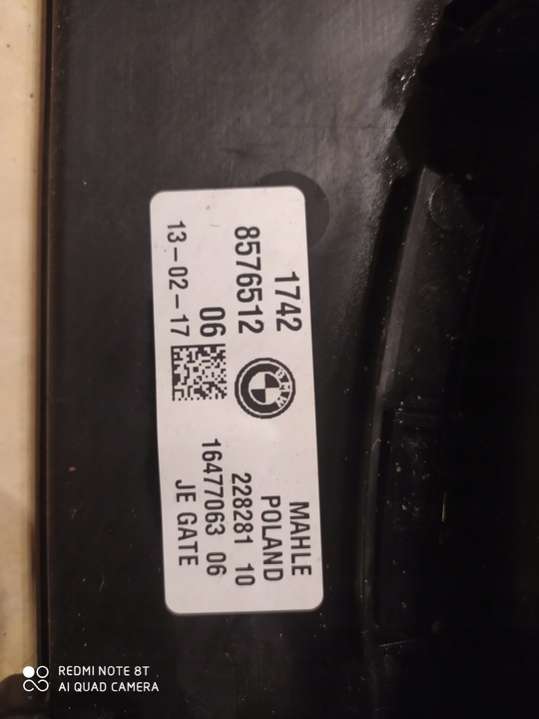 1742
8576512
06
13-02-17
BMW
MAHLE
POLAND
228281 10
16477063 06
JE GATE
REDMI NOTE 8T
AI QUAD CAMERA